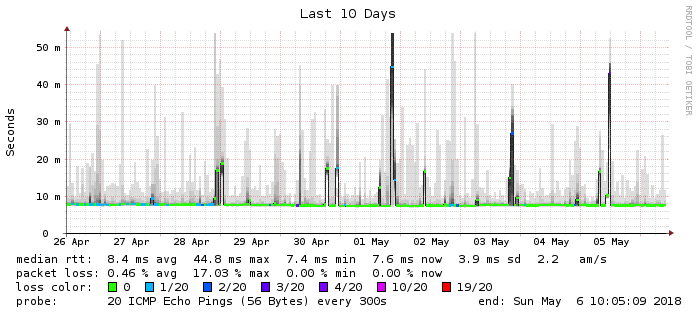 Last 10 Days
RRDTOOL / TOBI OETIKER
Seconds
50 m
40 m
30 m
20 m
10 m
0
26 Apr 27 Apr 28 Apr 29 Apr 30 Apr 01 May 02 May 03 May 04 May 05 May
median rtt: 8.4 ms avg 44.8 ms max 7.4 ms min 7.6 ms now 3.9 ms sd 2.2 am/s
packet loss: 0.46 % avg 17.03 % max 0.00 % min 0.00 % now
loss color: 0 1/20 2/20 3/20 4/20 10/20 19/20
probe: 20 ICMP Echo Pings (56 Bytes) every 300s end: Sun May 6 10:05:09 2018